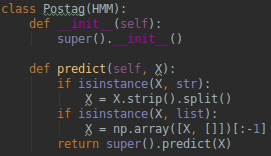 class Postag(HMM):
    def __init__(self):
        super().__init__()
    def predict(self, X):
        if isinstance(X, str):
            X = X.strip().split()
        if isinstance(X, list):
            X = np.array([X, []])[:-1]
        return super().predict(X)